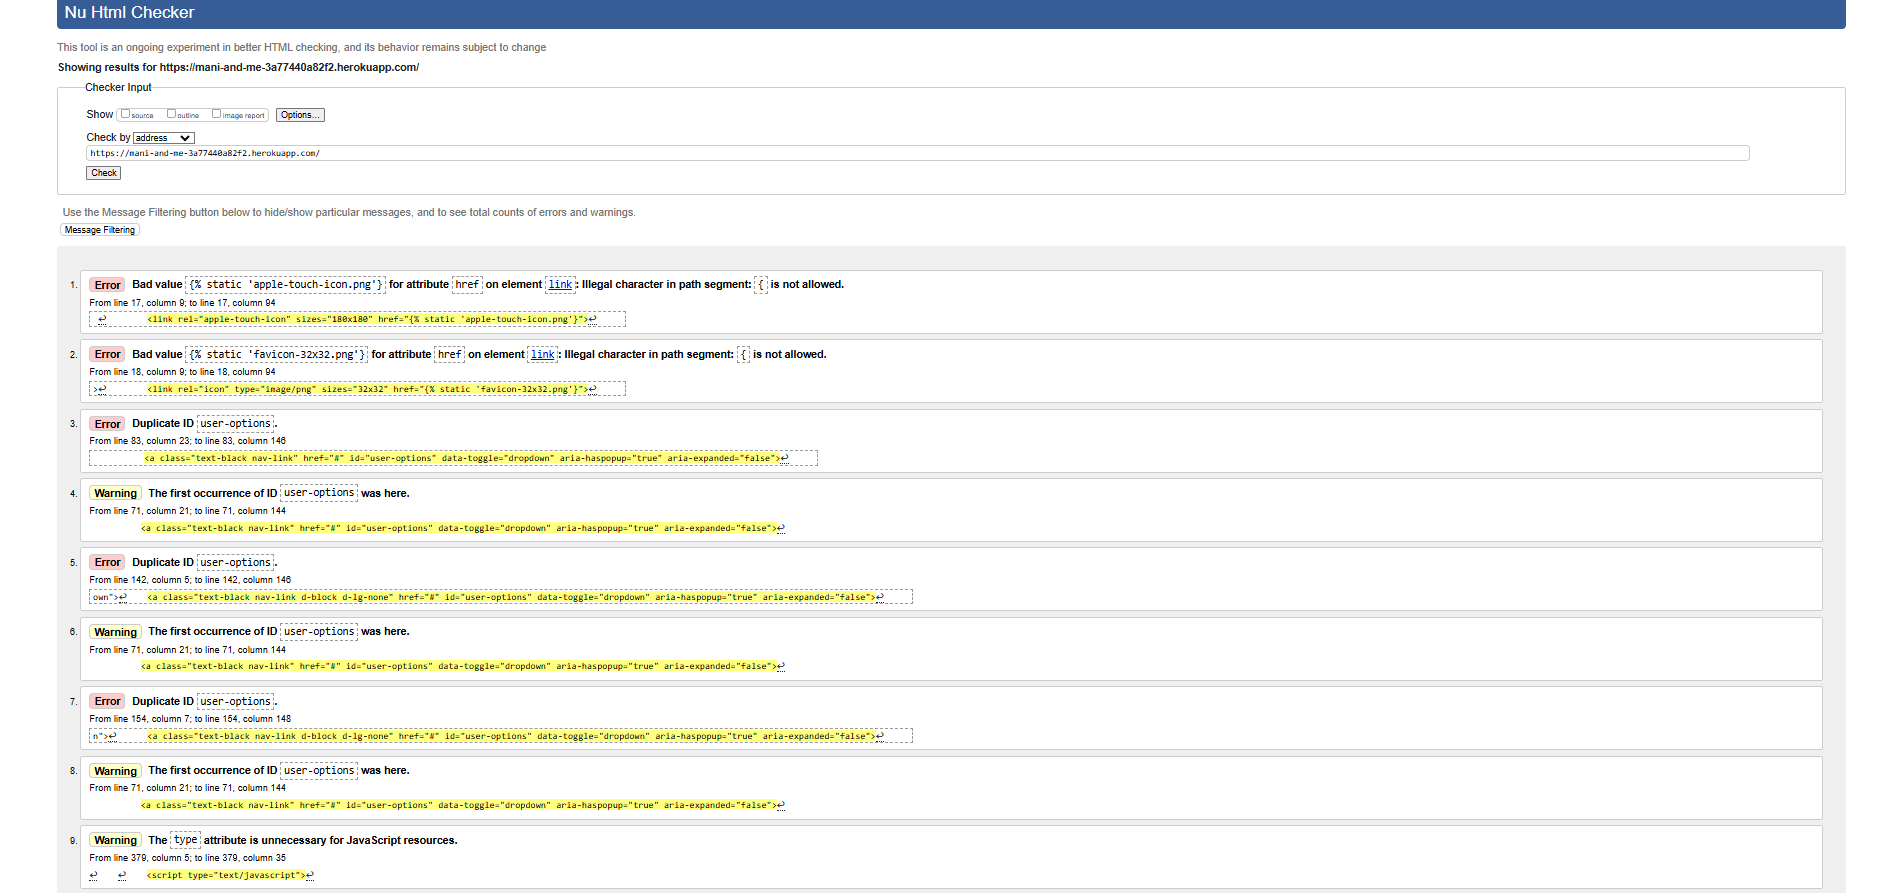 Nu Html Checker
This tool is an ongoing experiment in better HTML checking, and its behavior remains subject to change
Showing results for https://mani-and-me-3a77440a82f2.herokuapp.com/
Checker Input
Show source outline image report Options...
Check by address
https://mani-and-me-3a77440a82f2.herokuapp.com/
Check
Use the Message Filtering button below to hide/show particular messages, and to see total counts of errors and warnings.
Message Filtering
1. Error Bad value {% static 'apple-touch-icon.png'} for attribute href on element link: Illegal character in path segment: { is not allowed.
From line 17, column 9; to line 17, column 94
↩ <link rel="apple-touch-icon" sizes="180x180" href="{% static 'apple-touch-icon.png'}">↩
2. Error Bad value {% static 'favicon-32x32.png'} for attribute href on element link: Illegal character in path segment: { is not allowed.
From line 18, column 9; to line 18, column 94
>↩ <link rel="icon" type="image/png" sizes="32x32" href="{% static 'favicon-32x32.png'}">↩
3. Error Duplicate ID user-options.
From line 83, column 23; to line 83, column 146
<a class="text-black nav-link" href="#" id="user-options" data-toggle="dropdown" aria-haspopup="true" aria-expanded="false">↩
4. Warning The first occurrence of ID user-options was here.
From line 71, column 21; to line 71, column 144
<a class="text-black nav-link" href="#" id="user-options" data-toggle="dropdown" aria-haspopup="true" aria-expanded="false">↩
5. Error Duplicate ID user-options.
From line 142, column 5; to line 142, column 146
own">↩ <a class="text-black nav-link d-block d-lg-none" href="#" id="user-options" data-toggle="dropdown" aria-haspopup="true" aria-expanded="false">↩
6. Warning The first occurrence of ID user-options was here.
From line 71, column 21; to line 71, column 144
<a class="text-black nav-link" href="#" id="user-options" data-toggle="dropdown" aria-haspopup="true" aria-expanded="false">↩
7. Error Duplicate ID user-options.
From line 154, column 7; to line 154, column 148
n">↩ <a class="text-black nav-link d-block d-lg-none" href="#" id="user-options" data-toggle="dropdown" aria-haspopup="true" aria-expanded="false">↩
8. Warning The first occurrence of ID user-options was here.
From line 71, column 21; to line 71, column 144
<a class="text-black nav-link" href="#" id="user-options" data-toggle="dropdown" aria-haspopup="true" aria-expanded="false">↩
9. Warning The type attribute is unnecessary for JavaScript resources.
From line 379, column 5; to line 379, column 35
↩ ↩ <script type="text/javascript">↩